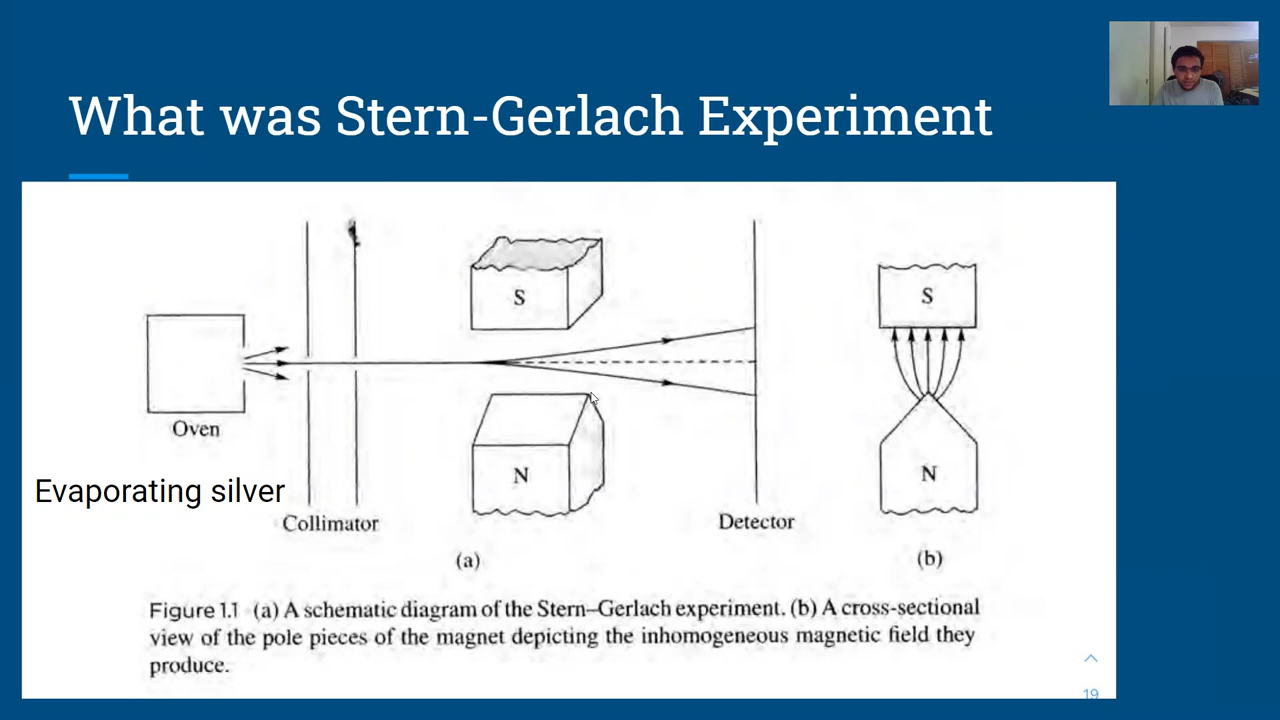 What was Stern-Gerlach Experiment
S
S
Oven
N
N
Evaporating silver
Collimator
Detector
(a)
(b)
Figure 1.1 (a) A schematic diagram of the Stern–Gerlach experiment. (b) A cross-sectional
view of the pole pieces of the magnet depicting the inhomogeneous magnetic field they
produce.
19